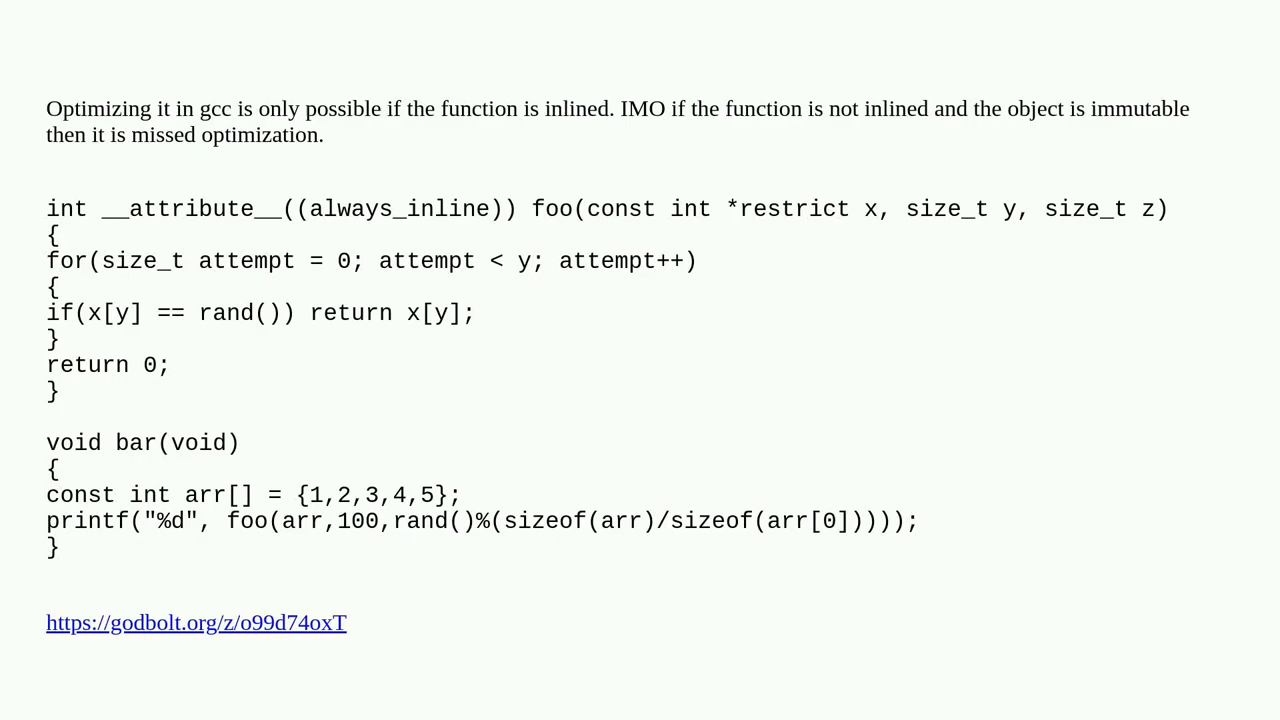 Optimizing it in gcc is only possible if the function is inlined. IMO if the function is not inlined and the object is immutable
then it is missed optimization.
int __attribute__((always_inline)) foo(const int *restrict x, size_t y, size_t z)
{
for(size_t attempt = 0; attempt < y; attempt++)
{
if(x[y] == rand()) return x[y];
}
return 0;
}
void bar(void)
{
const int arr[] = {1,2,3,4,5};
printf("%d", foo(arr,100,rand()%(sizeof(arr)/sizeof(arr[0]))));
}
https://godbolt.org/z/o99d74oxT